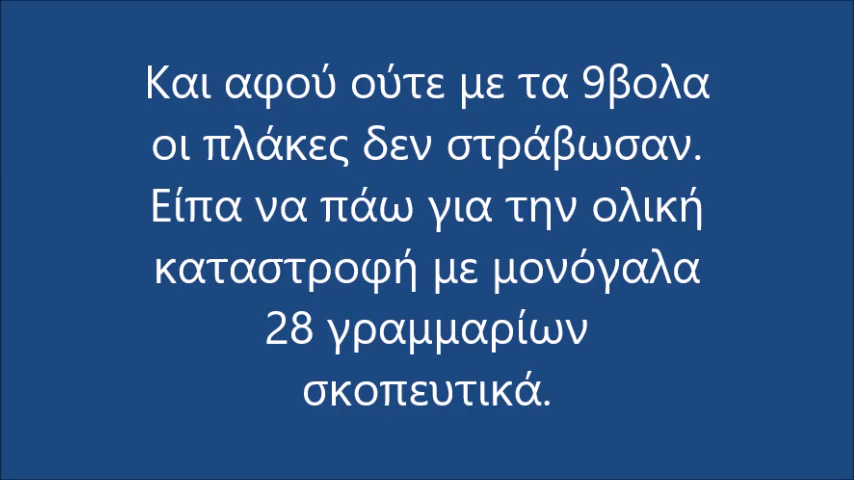 Και αφού ούτε με τα 9βολα
οι πλάκες δεν στράβωσαν.
Είπα να πάω για την ολική
καταστροφή με μονόγαλα
28 γραμμαρίων
σκοπευτικά.